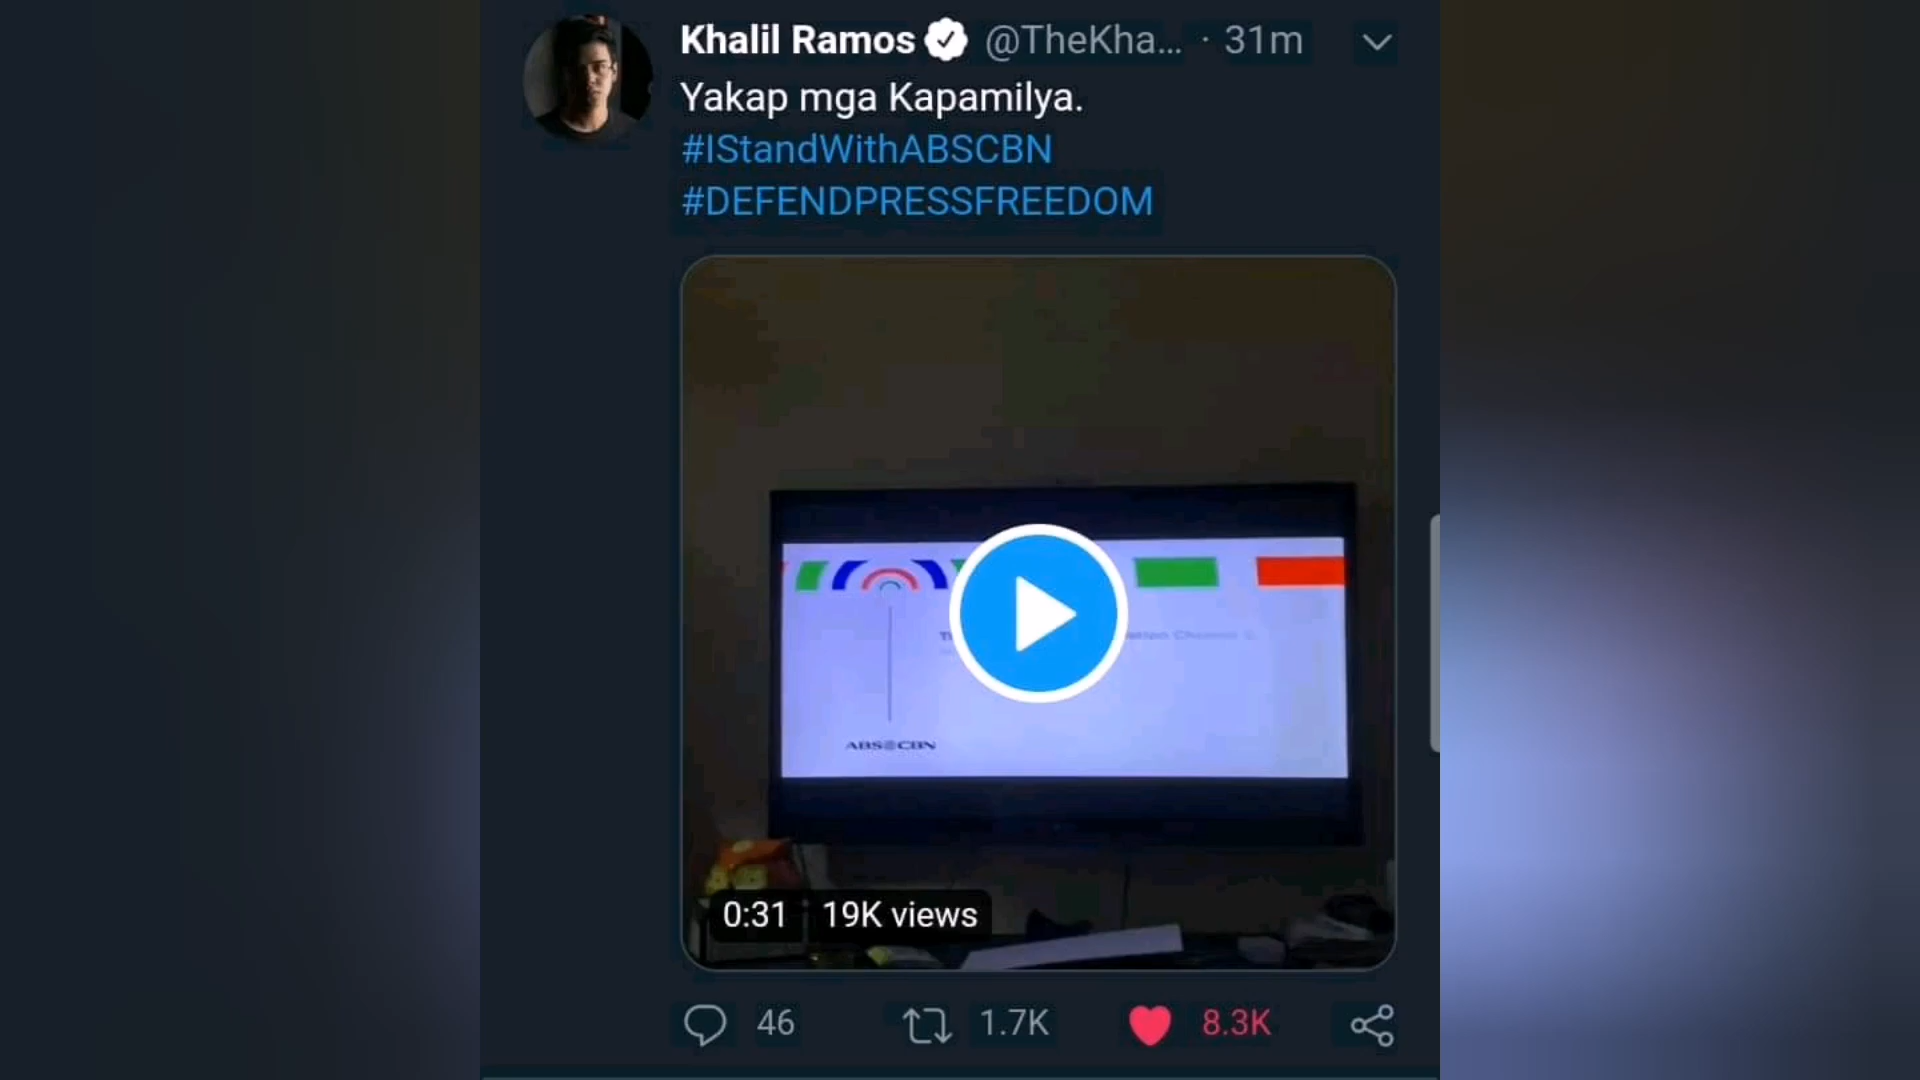 Khalil Ramos @TheKha... · 31m
Yakap mga Kapamilya.
#IStandWithABSCBN
#DEFENDPRESSFREEDOM
ABS CBN
0:31 19K views
46 1.7K 8.3K